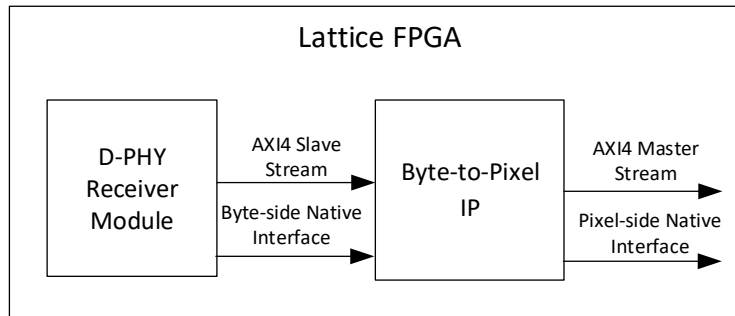 Lattice FPGA
D-PHY
Receiver
Module
AXI4 Slave
Stream
Byte-side Native
Interface
Byte-to-Pixel
IP
AXI4 Master
Stream
Pixel-side Native
Interface